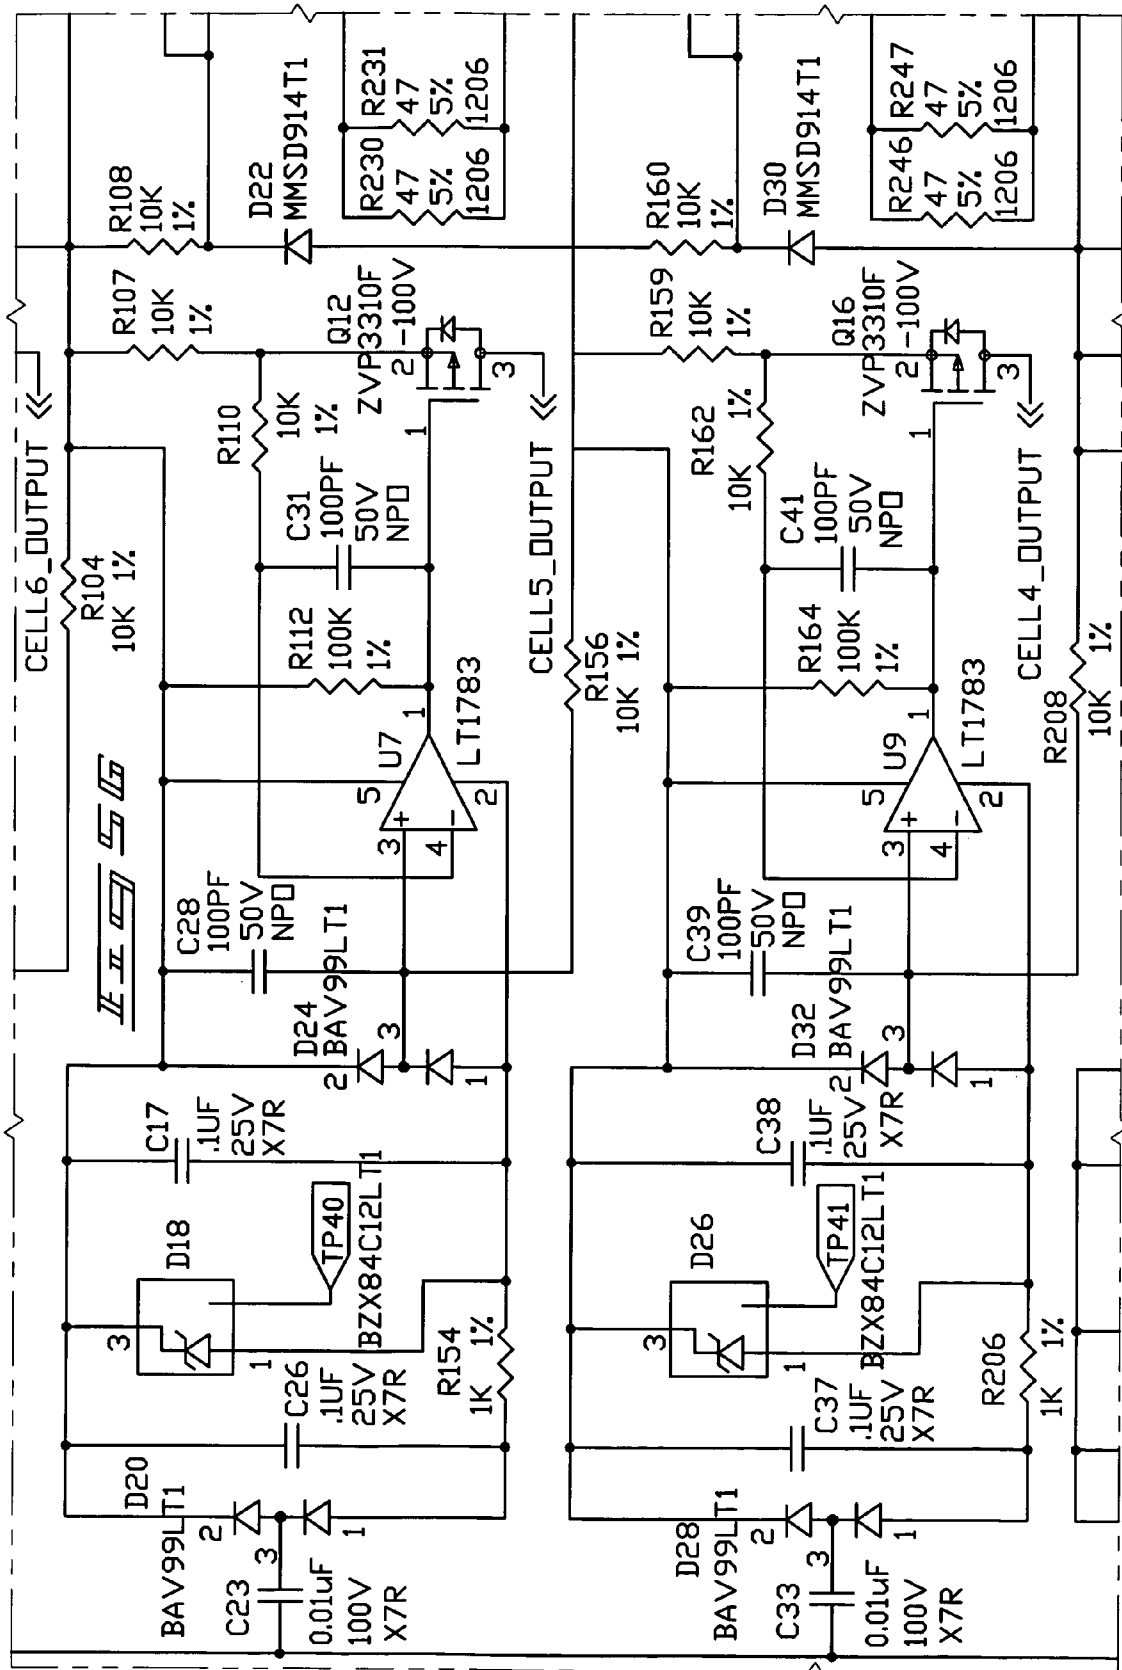 CELL6_OUTPUT
R104
10K 1%
R107
10K
1%
R108
10K
1%
D22
MMSD914T1
R230
47
5%
1206
R231
47
5%
1206
FIG. 5G
C28
100PF
50V
NPO
R110
10K
1%
C31
100PF
50V
NPO
R112
100K
1%
Q12
ZVP3310F
-100V
2
3
1
U7
LT1783
5
3
4
1
2
+
-
CELL5_OUTPUT
D24
BAV99LT1
2
3
1
C17
.1UF
25V
X7R
D18
3
1
TP40
BZX84C12LT1
C26
.1UF
25V
X7R
R154
1K 1%
D20
BAV99LT1
2
3
1
C23
0.01uF
100V
X7R
R156
10K 1%
R159
10K
1%
R160
10K
1%
D30
MMSD914T1
R246
47
5%
1206
R247
47
5%
1206
C39
100PF
50V
NPO
R162
10K 1%
C41
100PF
50V
NPO
R164
100K
1%
Q16
ZVP3310F
-100V
2
3
1
U9
LT1783
5
3
4
1
2
+
-
CELL4_OUTPUT
R208
10K 1%
D32
BAV99LT1
2
3
1
C38
.1UF
25V
X7R
D26
3
1
TP41
BZX84C12LT1
C37
.1UF
25V
X7R
R206
1K 1%
D28
BAV99LT1
2
3
1
C33
0.01uF
100V
X7R